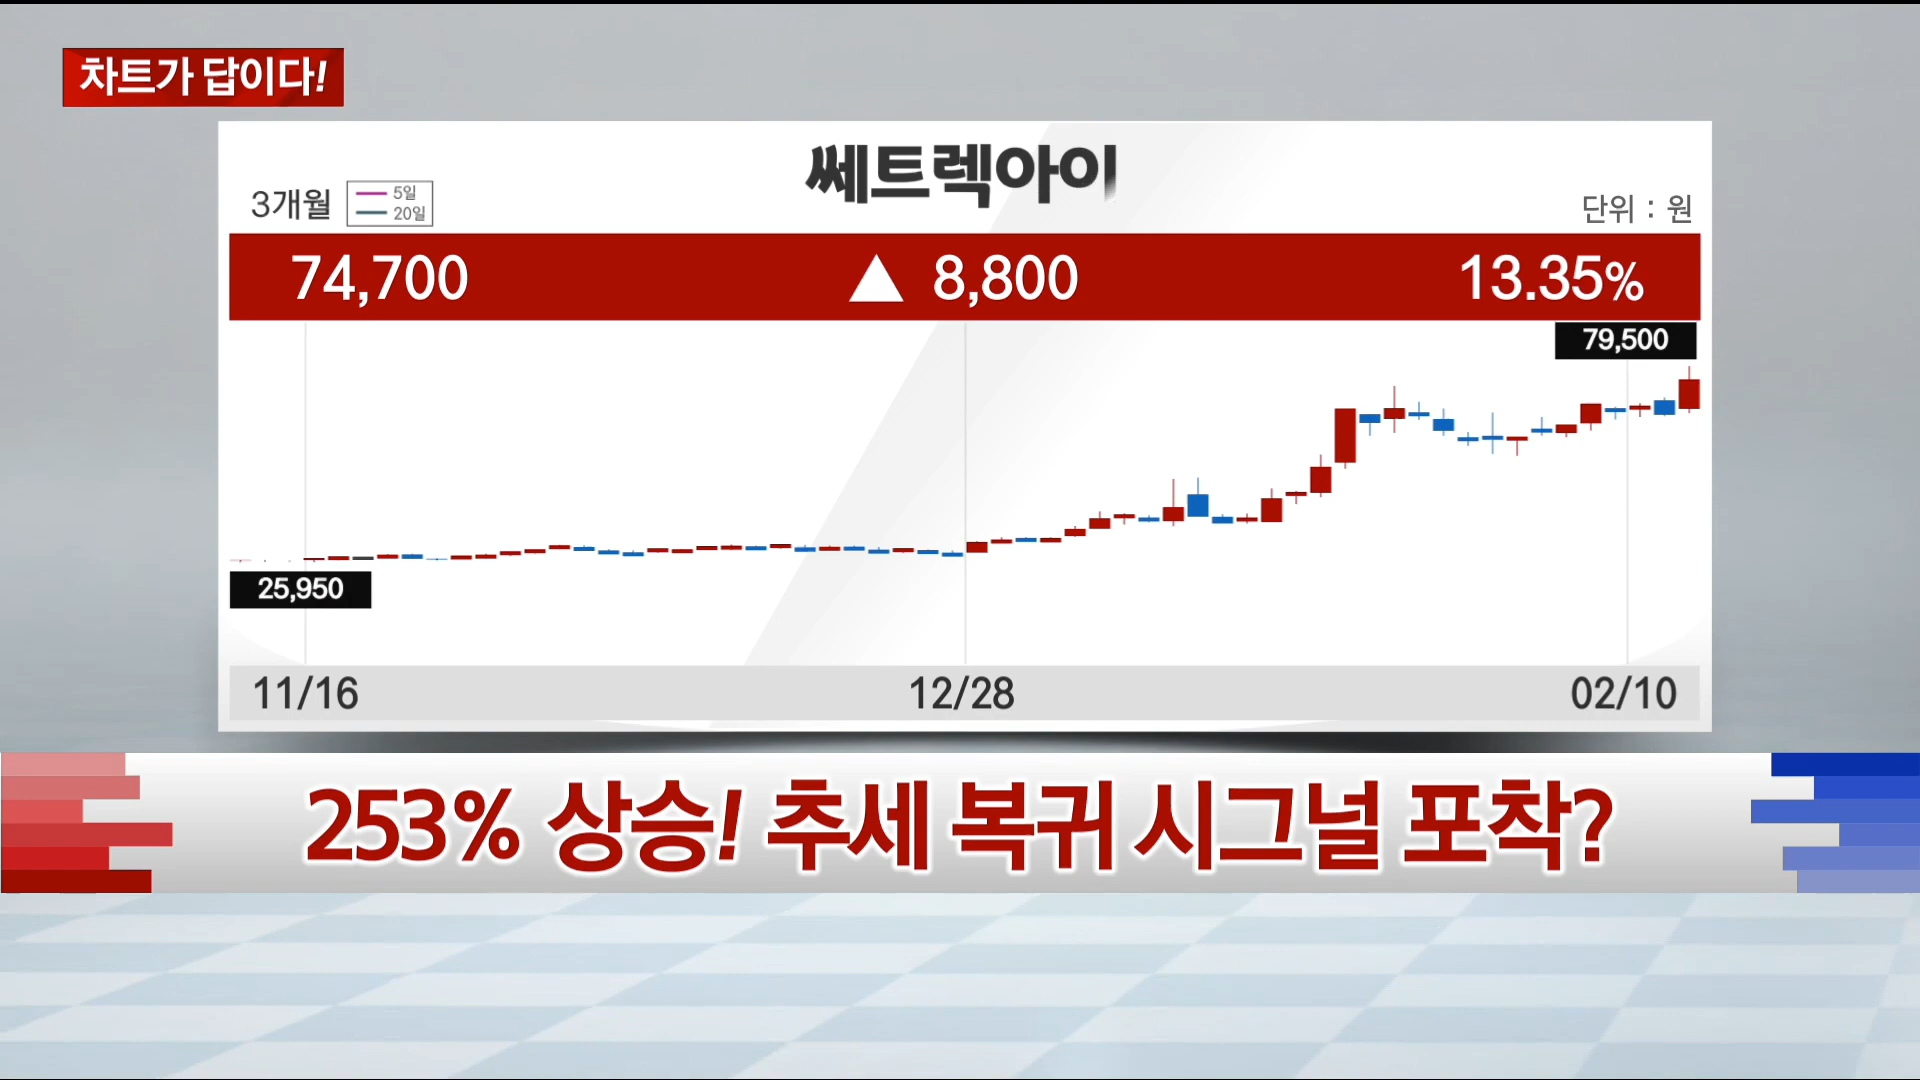 차트가 답이다!
쎄트렉아이
3개월
5일
20일
단위 : 원
74,700 ▲ 8,800 13.35%
79,500
25,950
11/16 12/28 02/10
253% 상승! 추세 복귀 시그널 포착?